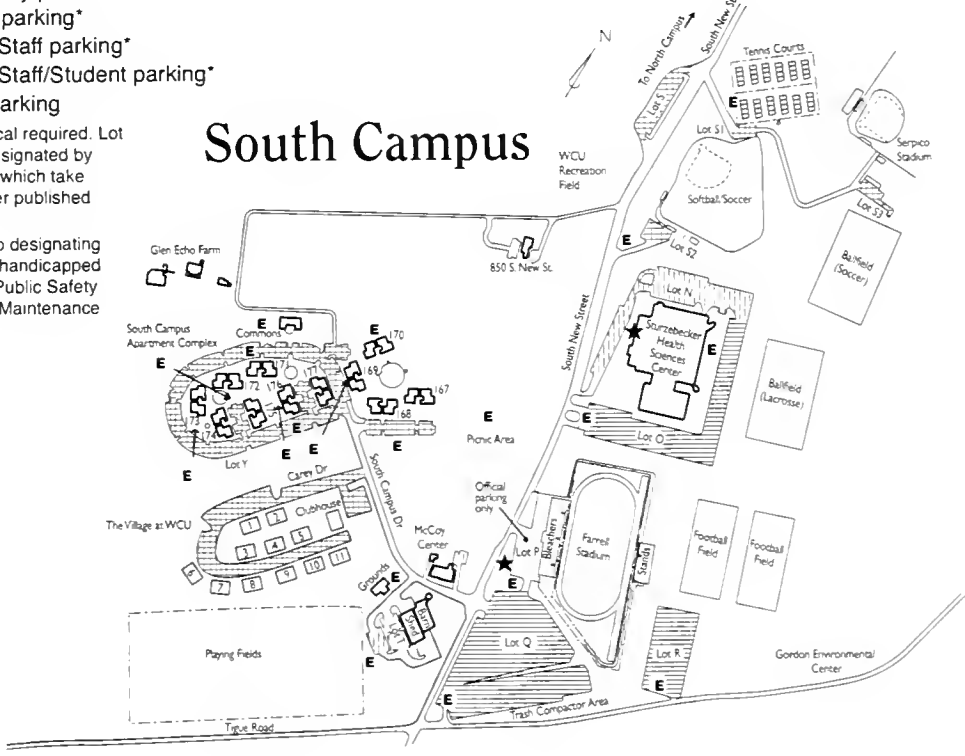 parking*
Staff parking*
Staff/Student parking*
arking
cal required. Lot
signated by
which take
er published
o designating
handicapped
Public Safety
Maintenance
South Campus
N
To North Campus
South New St
Lot S
Tennis Courts
E
Lot S1
Serpico
Stadium
WCU
Recreation
Field
Softball/Soccer
Lot S3
E
Lot S2
850 S. New St.
Ballfield
(Soccer)
Glen Echo Farm
South New Street
Lot N
Sturzebecker
Health
Sciences
Center
E
South Campus
Apartment Complex
Commons
E
E
E
E
170
171
172
176
177
169
167
168
173
174
E
E
E
E
E
Lot Y
E
Picnic Area
E
Lot O
Ballfield
(Lacrosse)
Carey Dr
South Campus Dr
The Village at WCU
Clubhouse
1
2
3
4
5
6
7
8
9
10
11
Official
parking
only
McCoy
Center
Lot P
Bleachers
Farrell
Stadium
Stands
Football
Field
Football
Field
E
Grounds
E
Barn
Shed
E
Playing Fields
Lot Q
Lot R
E
E
Gordon Environmental
Center
Trash Compactor Area
Tigue Road